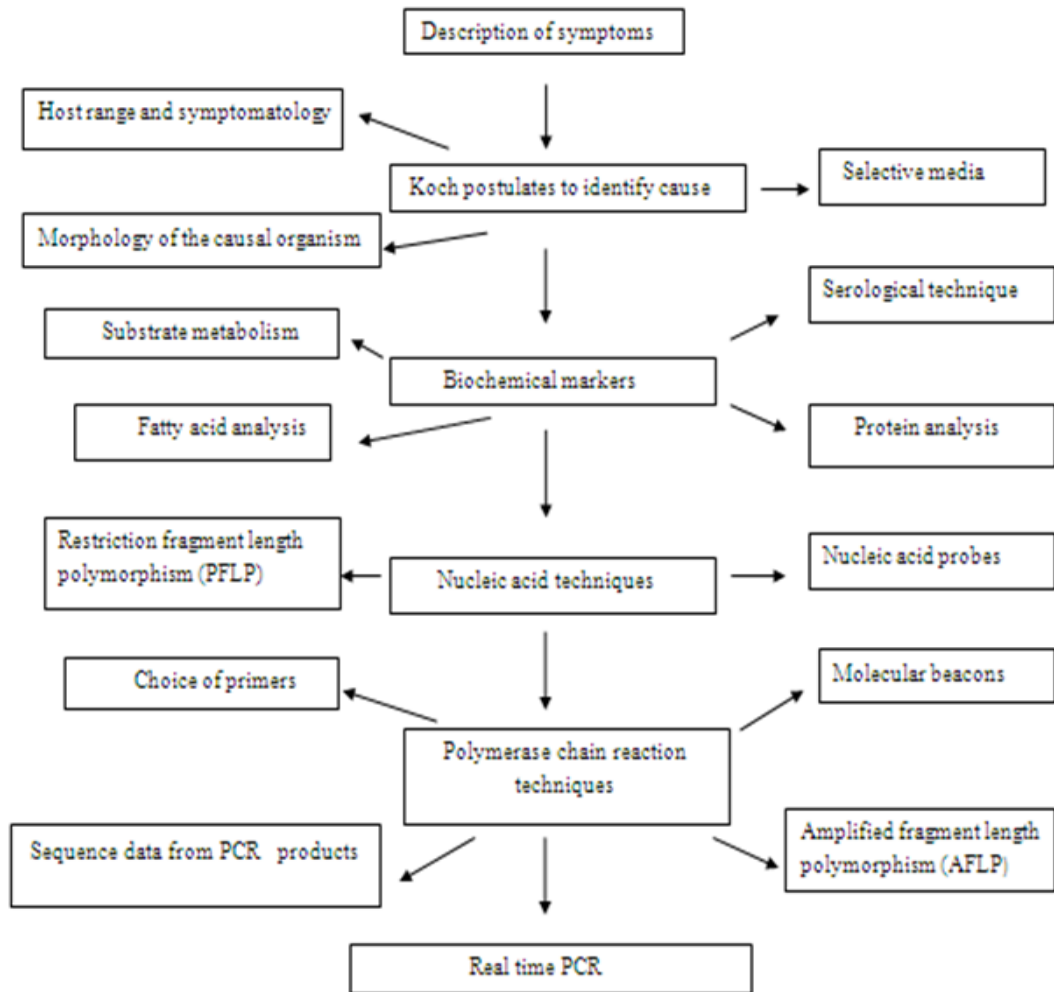 Description of symptoms
Host range and symptomatology
Koch postulates to identify cause
Selective media
Morphology of the causal organism
Serological technique
Substrate metabolism
Biochemical markers
Fatty acid analysis
Protein analysis
Restriction fragment length
polymorphism (PFLP)
Nucleic acid techniques
Nucleic acid probes
Choice of primers
Molecular beacons
Polymerase chain reaction
techniques
Sequence data from PCR products
Amplified fragment length
polymorphism (AFLP)
Real time PCR